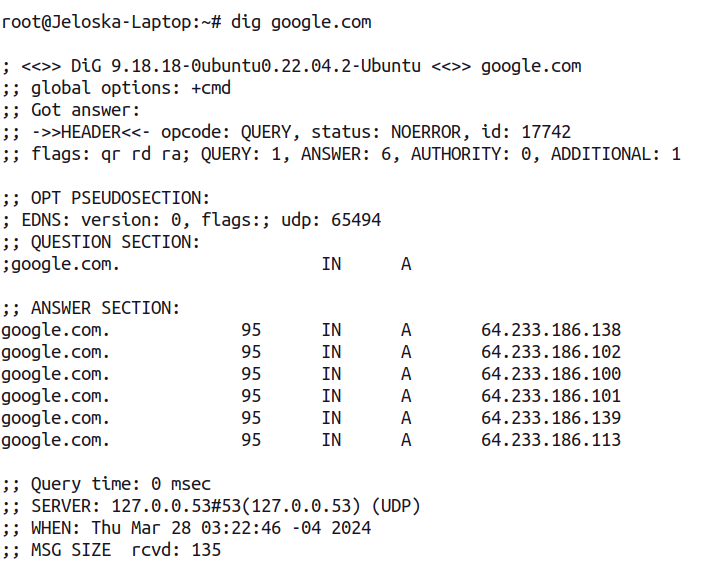 root@Jeloska-Laptop:~# dig google.com
; <<>> DiG 9.18.18-0ubuntu0.22.04.2-Ubuntu <<>> google.com
;; global options: +cmd
;; Got answer:
;; ->>HEADER<<- opcode: QUERY, status: NOERROR, id: 17742
;; flags: qr rd ra; QUERY: 1, ANSWER: 6, AUTHORITY: 0, ADDITIONAL: 1
;; OPT PSEUDOSECTION:
; EDNS: version: 0, flags:; udp: 65494
;; QUESTION SECTION:
;google.com. IN A
;; ANSWER SECTION:
google.com. 95 IN A 64.233.186.138
google.com. 95 IN A 64.233.186.102
google.com. 95 IN A 64.233.186.100
google.com. 95 IN A 64.233.186.101
google.com. 95 IN A 64.233.186.139
google.com. 95 IN A 64.233.186.113
;; Query time: 0 msec
;; SERVER: 127.0.0.53#53(127.0.0.53) (UDP)
;; WHEN: Thu Mar 28 03:22:46 -04 2024
;; MSG SIZE rcvd: 135